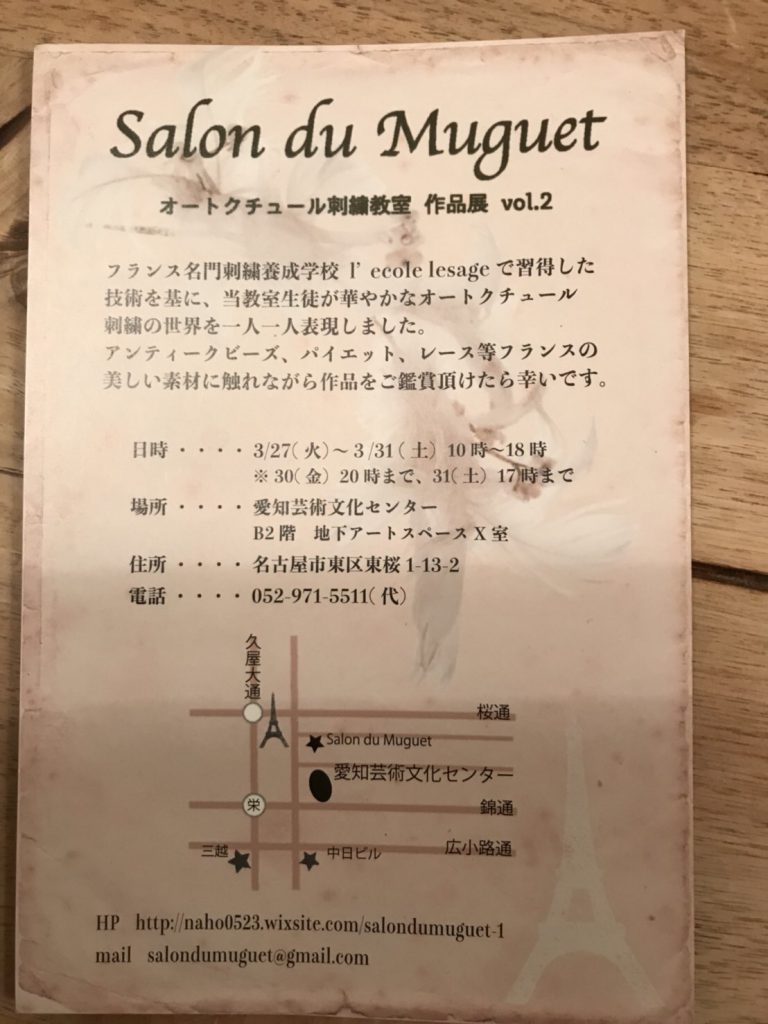 Salon du Muguet
オートクチュール刺繍教室 作品展 vol.2
フランス名門刺繍養成学校 l' ecole lesage で習得した
技術を基に、当教室生徒が華やかなオートクチュール
刺繍の世界を一人一人表現しました。
アンティークビーズ、パイエット、レース等フランスの
美しい素材に触れながら作品をご鑑賞頂けたら幸いです。
日時 ・・・・ 3/27(火)～3/31(土) 10時～18時
※30(金) 20時まで、31(土) 17時まで
場所 ・・・・ 愛知芸術文化センター
B2階 地下アートスペースX室
住所 ・・・・ 名古屋市東区東桜1-13-2
電話 ・・・・ 052-971-5511(代)
久屋大通
桜通
Salon du Muguet
愛知芸術文化センター
栄
錦通
三越
中日ビル
広小路通
HP http://naho0523.wixsite.com/salondumuguet-1
mail salondumuguet@gmail.com